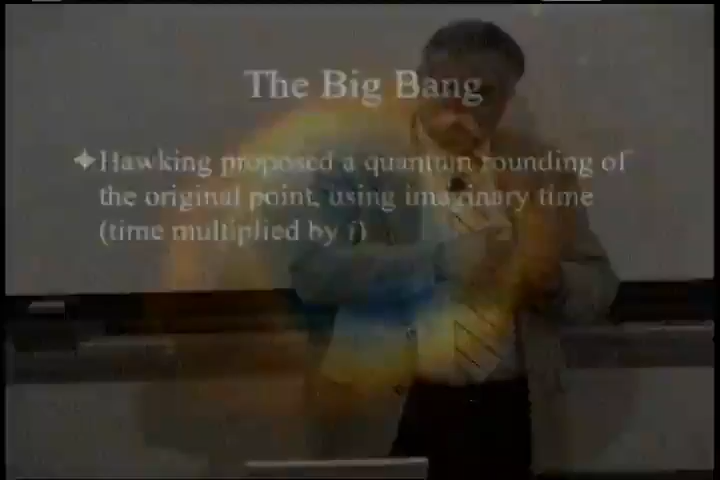 The Big Bang
✦Hawking proposed a quantum rounding of
the original point, using imaginary time
(time multiplied by i)